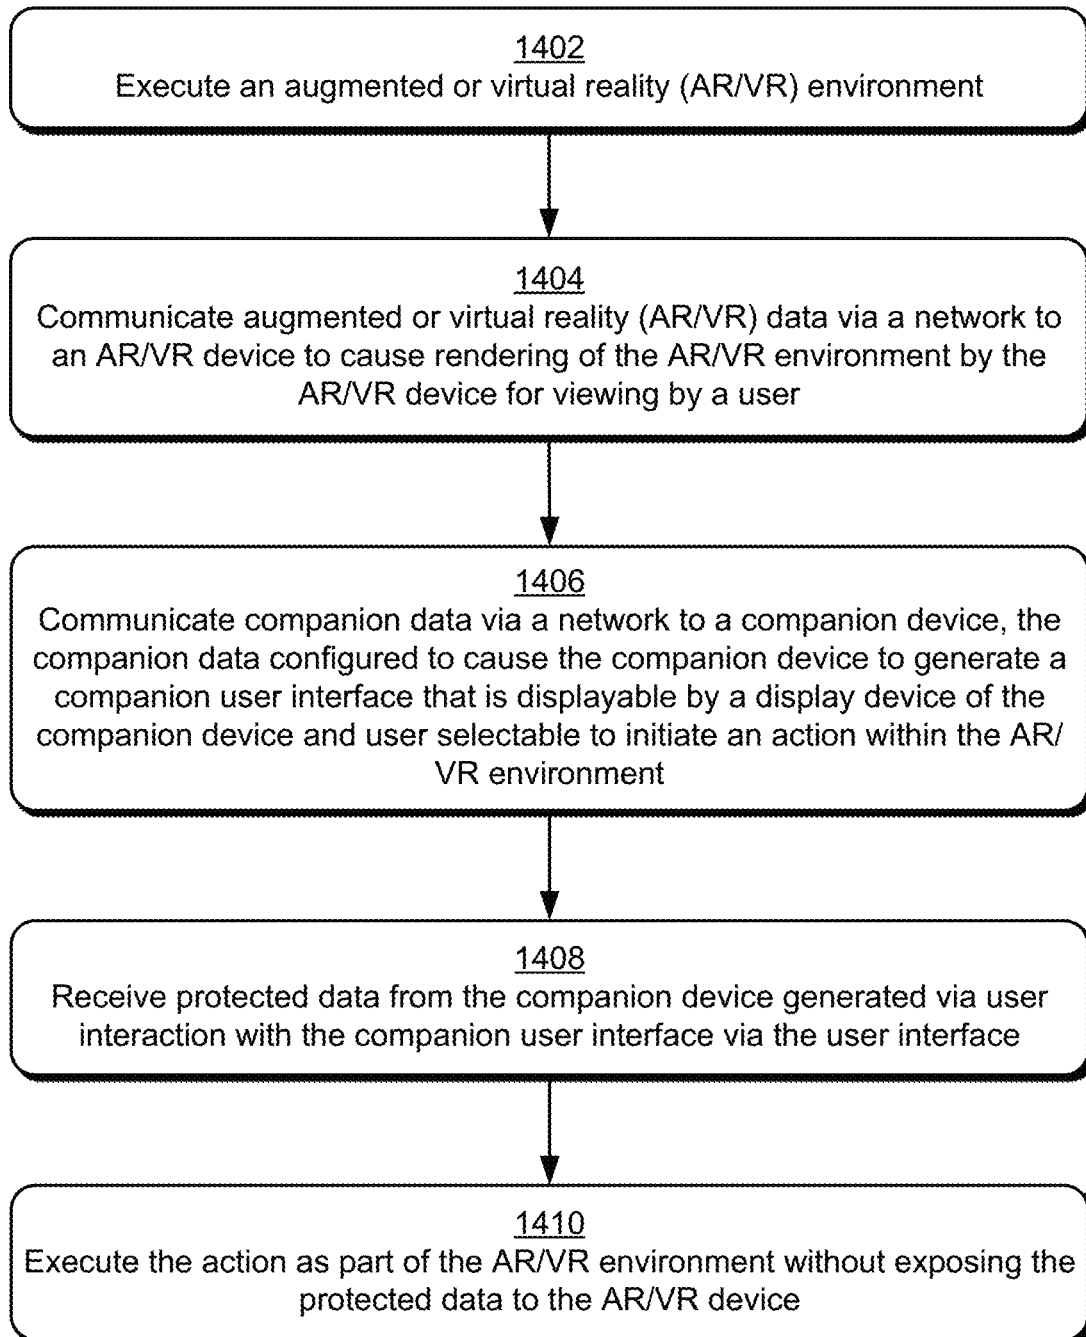 1402
Execute an augmented or virtual reality (AR/VR) environment
1404
Communicate augmented or virtual reality (AR/VR) data via a network to
an AR/VR device to cause rendering of the AR/VR environment by the
AR/VR device for viewing by a user
1406
Communicate companion data via a network to a companion device, the
companion data configured to cause the companion device to generate a
companion user interface that is displayable by a display device of the
companion device and user selectable to initiate an action within the AR/
VR environment
1408
Receive protected data from the companion device generated via user
interaction with the companion user interface via the user interface
1410
Execute the action as part of the AR/VR environment without exposing the
protected data to the AR/VR device